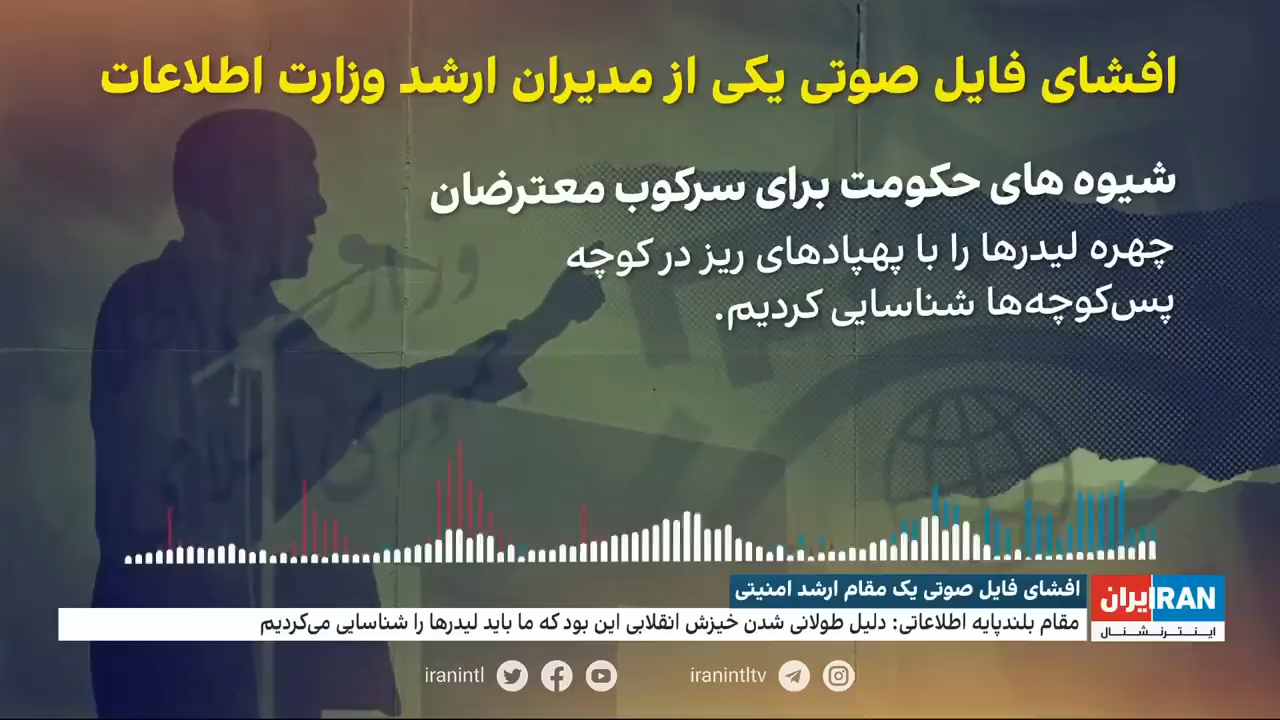 افشای فایل صوتی یکی از مدیران ارشد وزارت اطلاعات
شیوه های حکومت برای سرکوب معترضان
چهره لیدرها را با پهپادهای ریز در کوچه
پس‌کوچه‌ها شناسایی کردیم.
افشای فایل صوتی یک مقام ارشد امنیتی
مقام بلندپایه اطلاعاتی: دلیل طولانی شدن خیزش انقلابی این بود که ما باید لیدرها را شناسایی می‌کردیم
ایران IRAN
اینترنشنال
iranintl
iranintltv